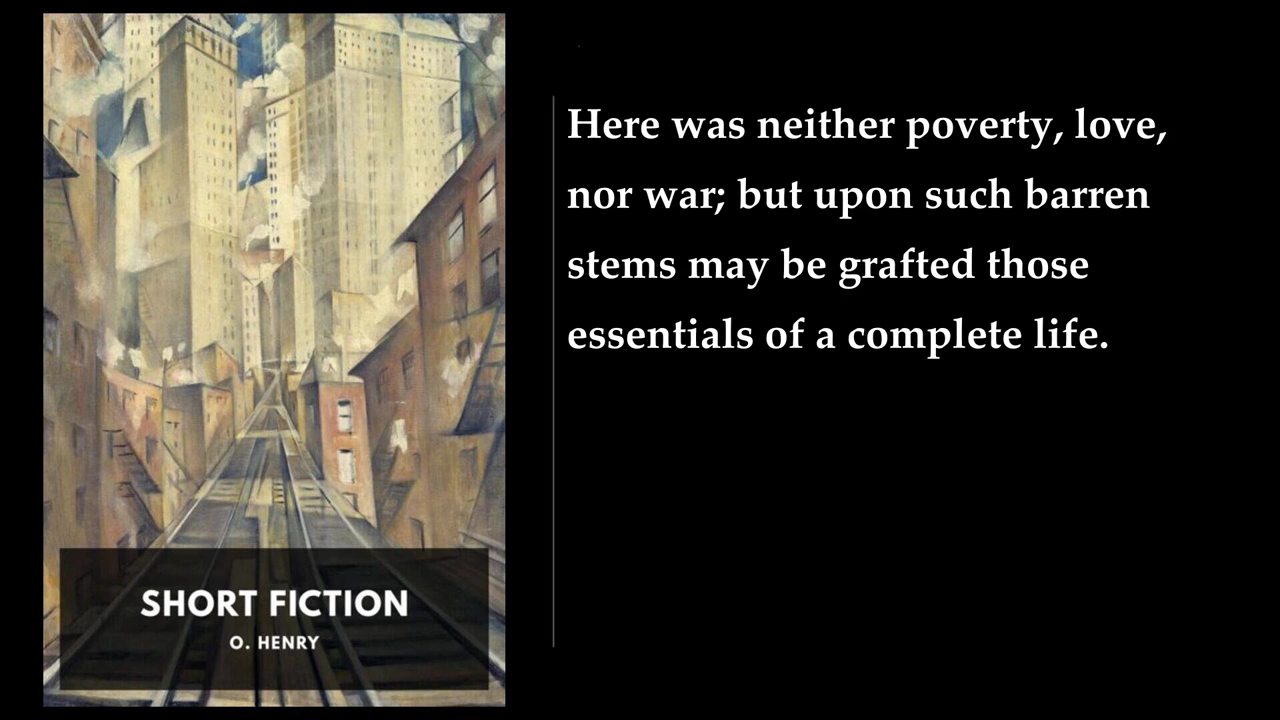 SHORT FICTION
O. HENRY
Here was neither poverty, love,
nor war; but upon such barren
stems may be grafted those
essentials of a complete life.